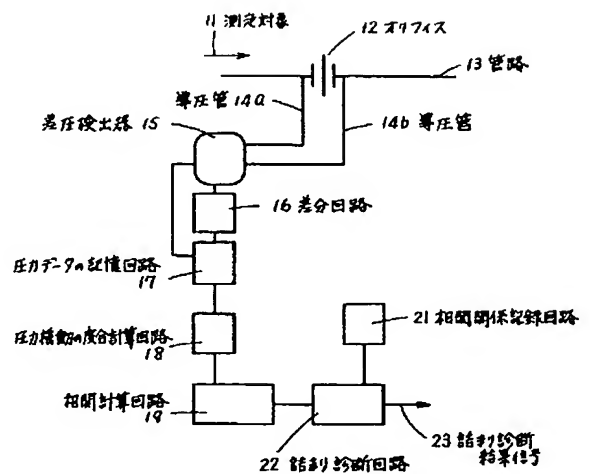 11 測定対象
12 オリフィス
13 管路
導圧管 14a
差圧検出器 15
14b 導圧管
16 差分回路
圧力データの記憶回路
17
圧力揺動の度合計算回路
18
21 相関関係記録回路
相関計算回路
19
22 詰まり診断回路
23 詰まり診断
結果信号